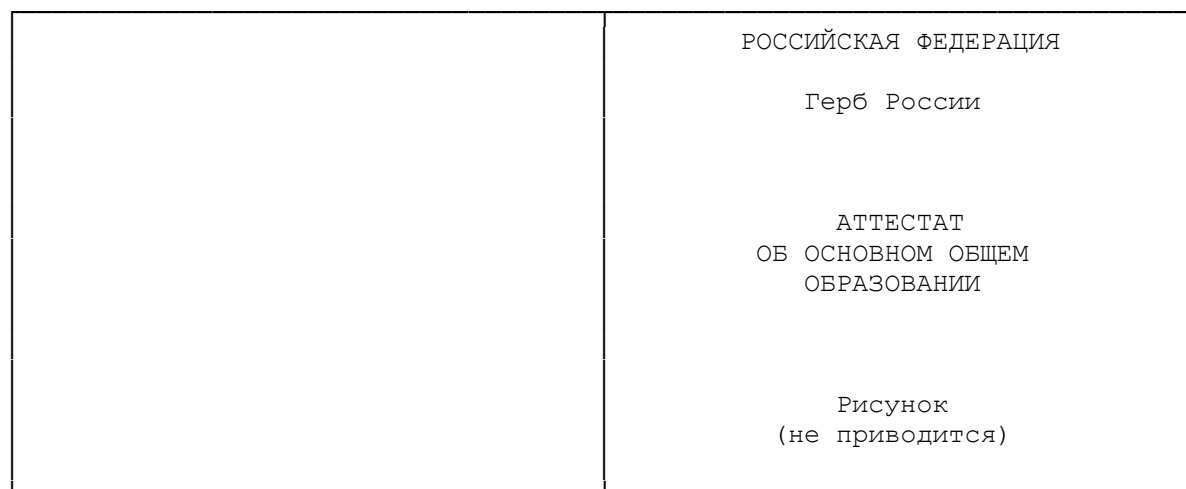 РОССИЙСКАЯ ФЕДЕРАЦИЯ
Герб России
АТТЕСТАТ
ОБ ОСНОВНОМ ОБЩЕМ
ОБРАЗОВАНИИ
Рисунок
(не приводится)